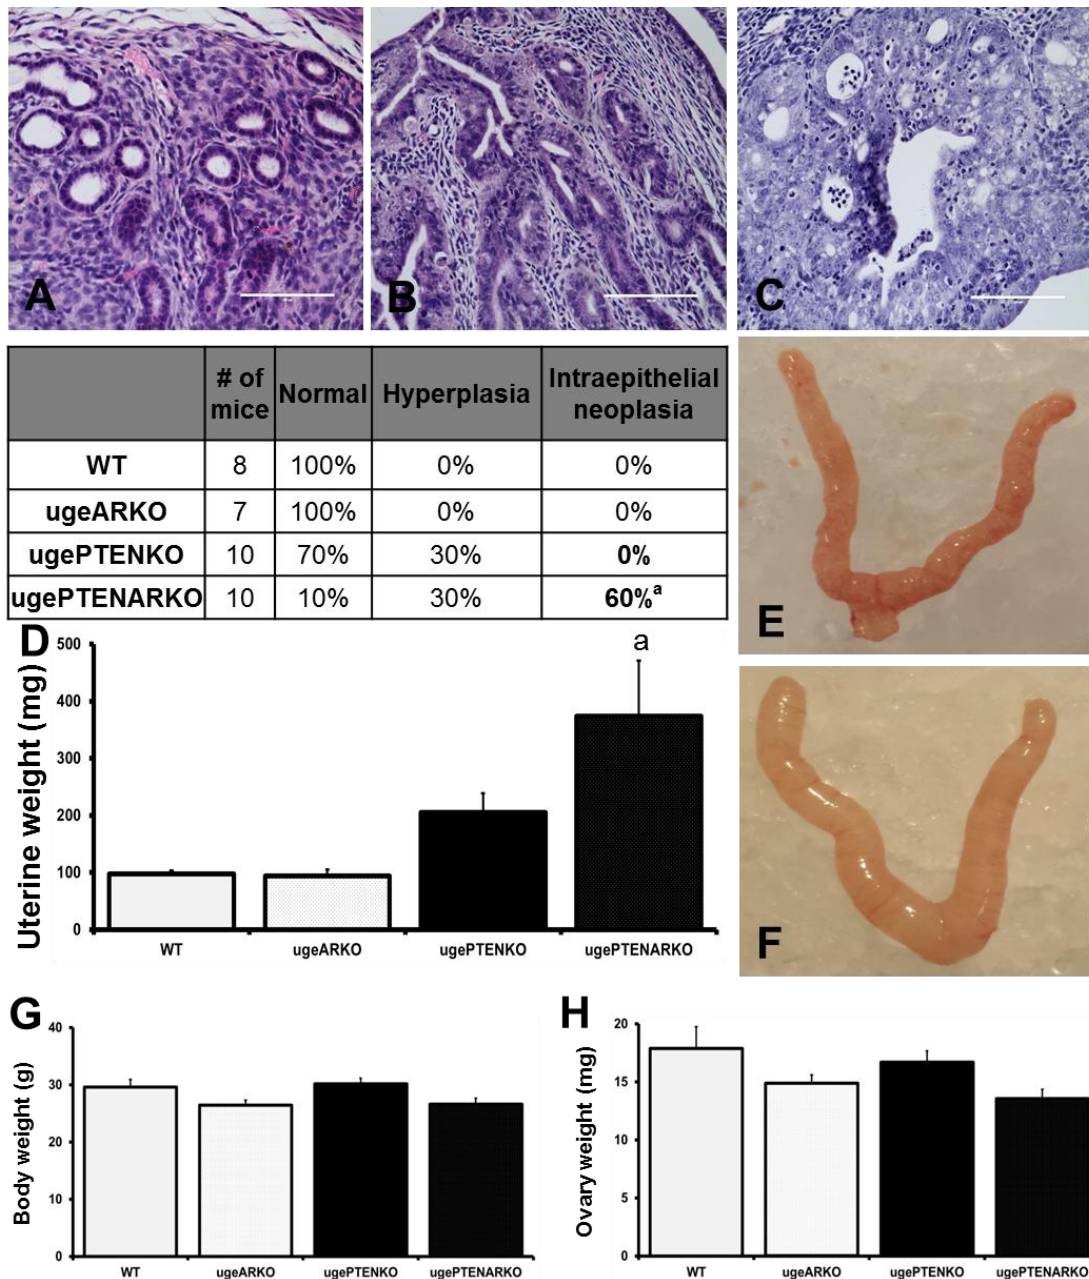 A
B
C
# of mice Normal Hyperplasia Intraepithelial neoplasia
WT 8 100% 0% 0%
ugeARKO 7 100% 0% 0%
ugePTENKO 10 70% 30% 0%
ugePTENARKO 10 10% 30% 60%a
D
Uterine weight (mg)
500
400
300
200
100
0
a
WT ugeARKO ugePTENKO ugePTENARKO
E
F
G
Body weight (g)
40
30
20
10
0
WT ugeARKO ugePTENKO ugePTENARKO
H
Ovary weight (mg)
20
15
10
5
0
WT ugeARKO ugePTENKO ugePTENARKO